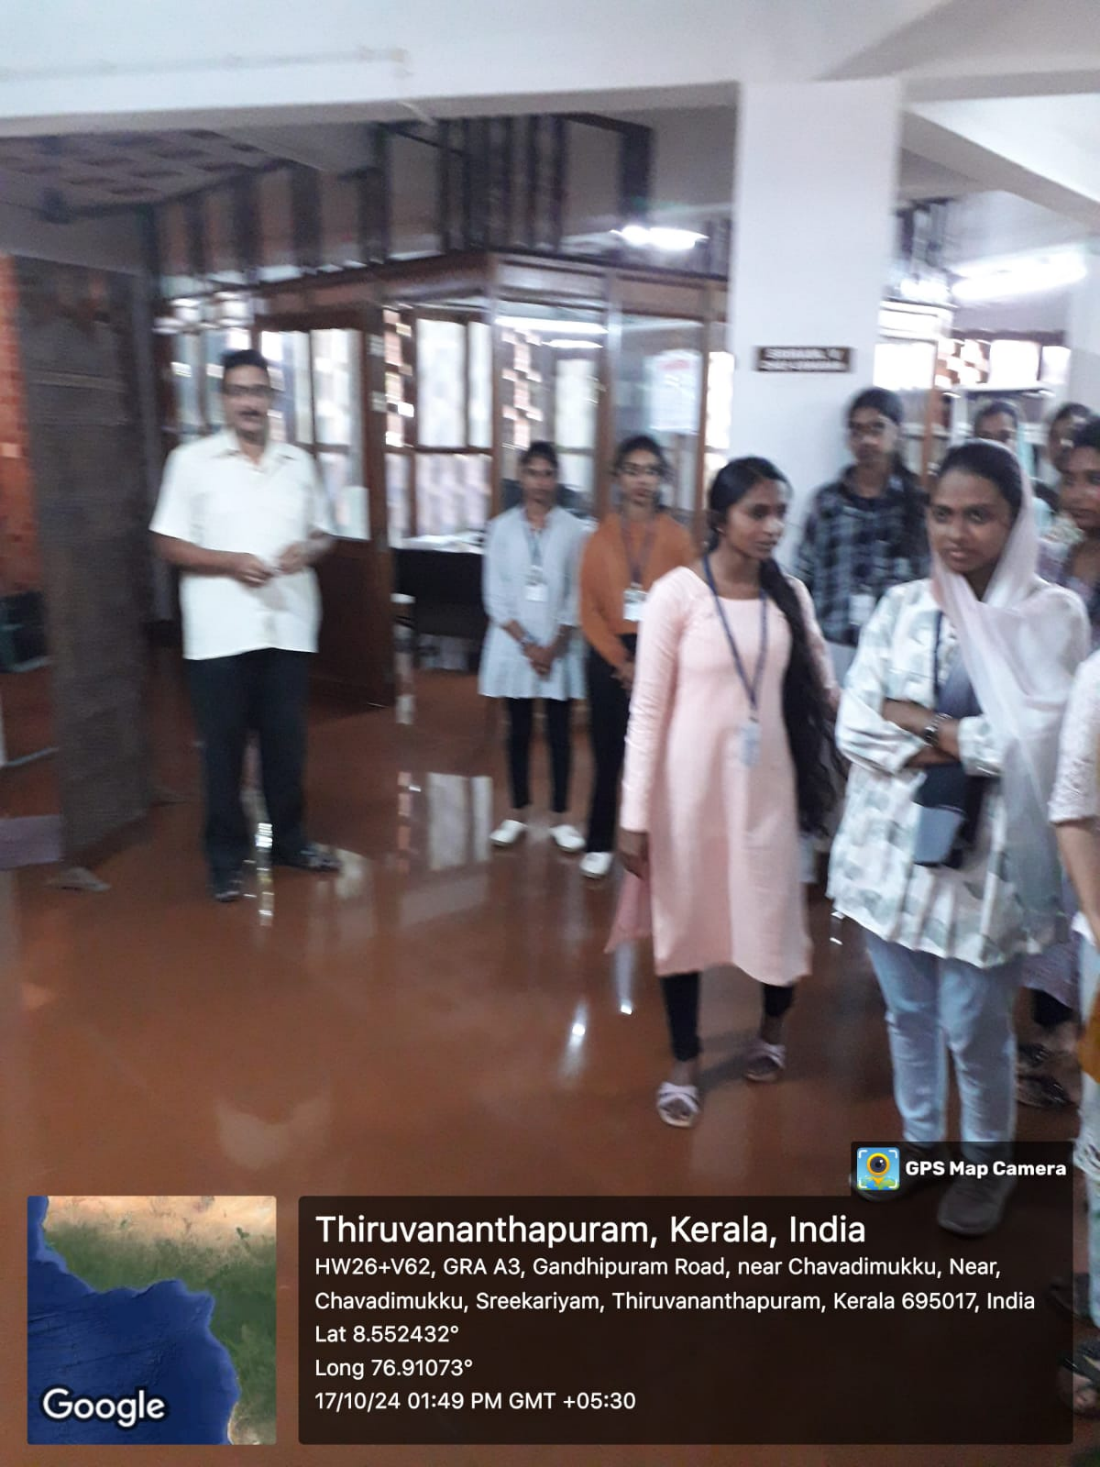 GPS Map Camera
Thiruvananthapuram, Kerala, India
HW26+V62, GRA A3, Gandhipuram Road, near Chavadimukku, Near,
Chavadimukku, Sreekariyam, Thiruvananthapuram, Kerala 695017, India
Lat 8.552432°
Long 76.91073°
17/10/24 01:49 PM GMT +05:30
Google